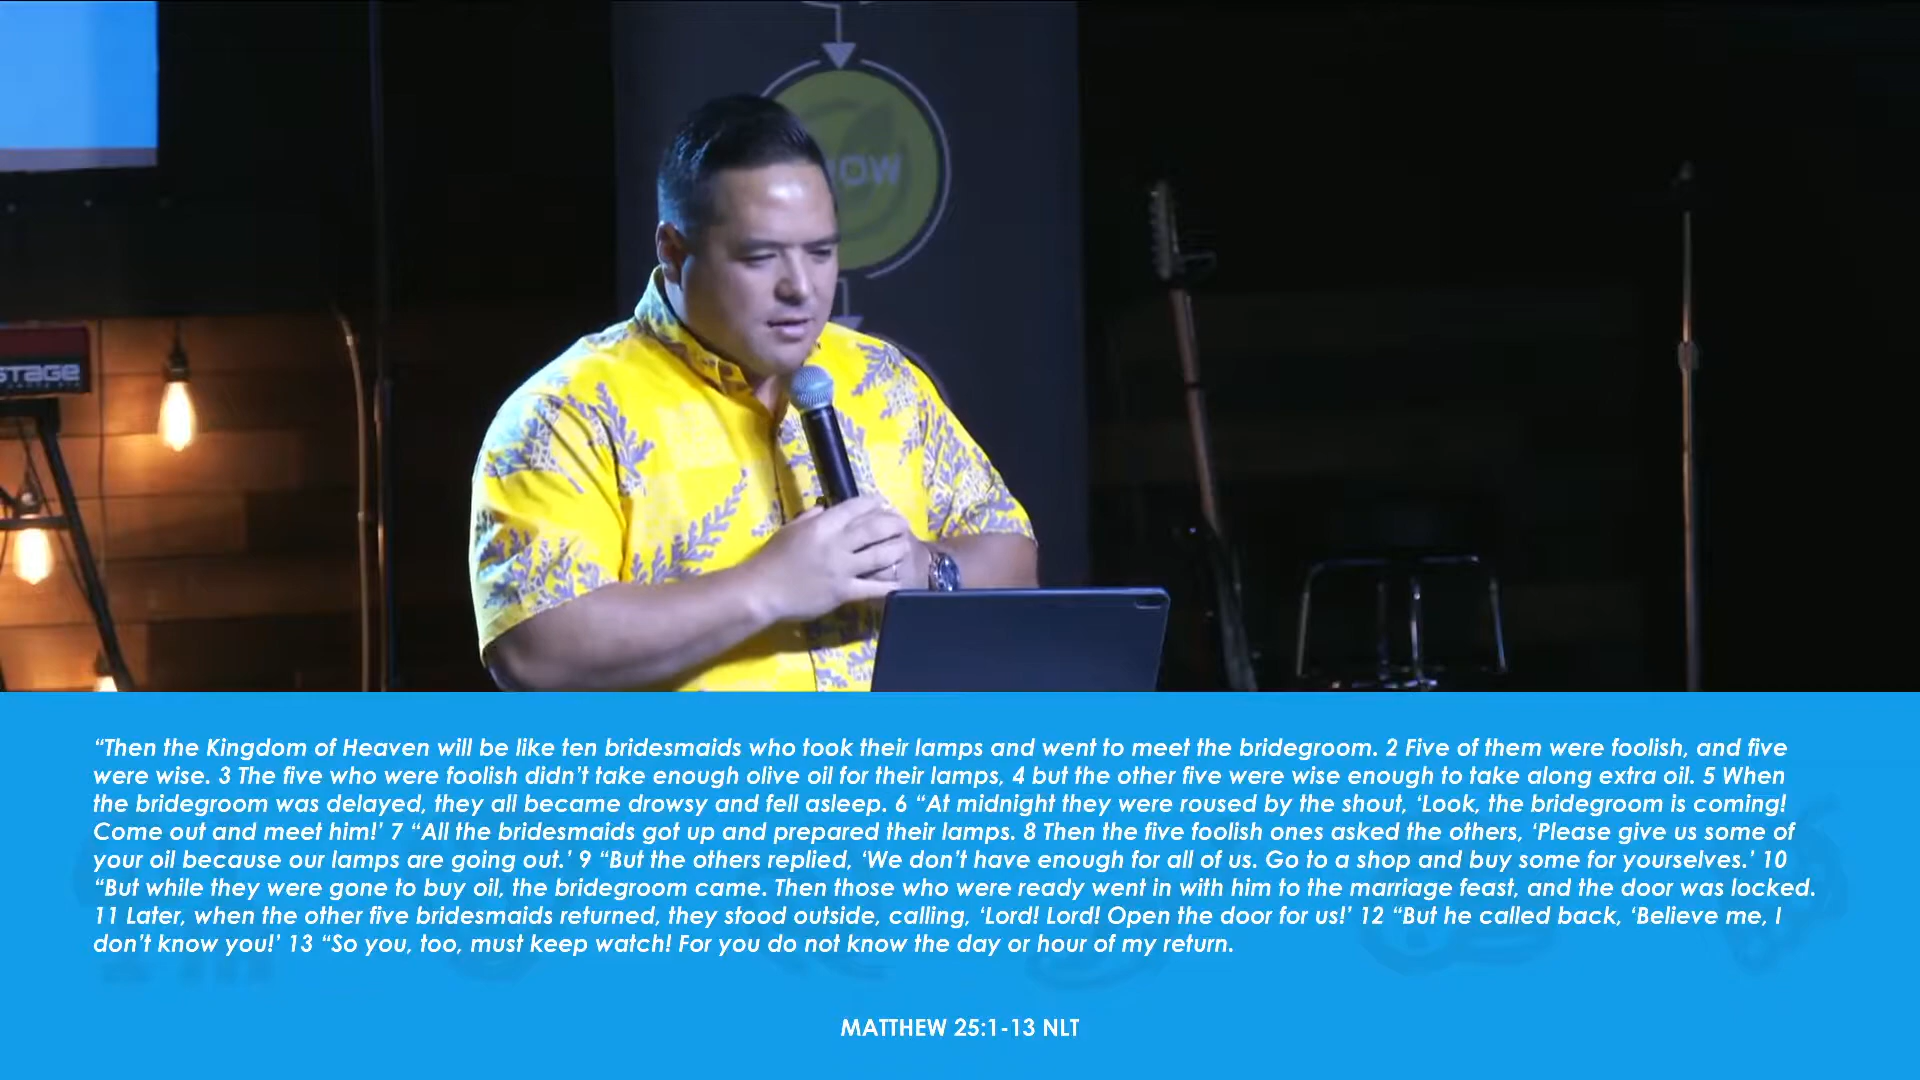 OW
STAGE
“Then the Kingdom of Heaven will be like ten bridesmaids who took their lamps and went to meet the bridegroom. 2 Five of them were foolish, and five
were wise. 3 The five who were foolish didn’t take enough olive oil for their lamps, 4 but the other five were wise enough to take along extra oil. 5 When
the bridegroom was delayed, they all became drowsy and fell asleep. 6 “At midnight they were roused by the shout, ‘Look, the bridegroom is coming!
Come out and meet him!’ 7 “All the bridesmaids got up and prepared their lamps. 8 Then the five foolish ones asked the others, ‘Please give us some of
your oil because our lamps are going out.’ 9 “But the others replied, ‘We don’t have enough for all of us. Go to a shop and buy some for yourselves.’ 10
“But while they were gone to buy oil, the bridegroom came. Then those who were ready went in with him to the marriage feast, and the door was locked.
11 Later, when the other five bridesmaids returned, they stood outside, calling, ‘Lord! Lord! Open the door for us!’ 12 “But he called back, ‘Believe me, I
don’t know you!’ 13 “So you, too, must keep watch! For you do not know the day or hour of my return.
MATTHEW 25:1-13 NLT